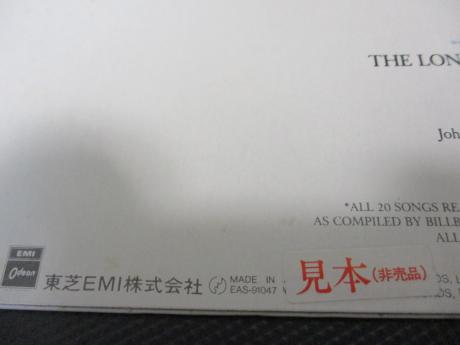 THE LON
Joh
*ALL 20 SONGS RE
AS COMPILED BY BILLB
ALL
EMI
Odeon
東芝EMI株式会社
MADE IN
EAS-91047
見本(非売品)